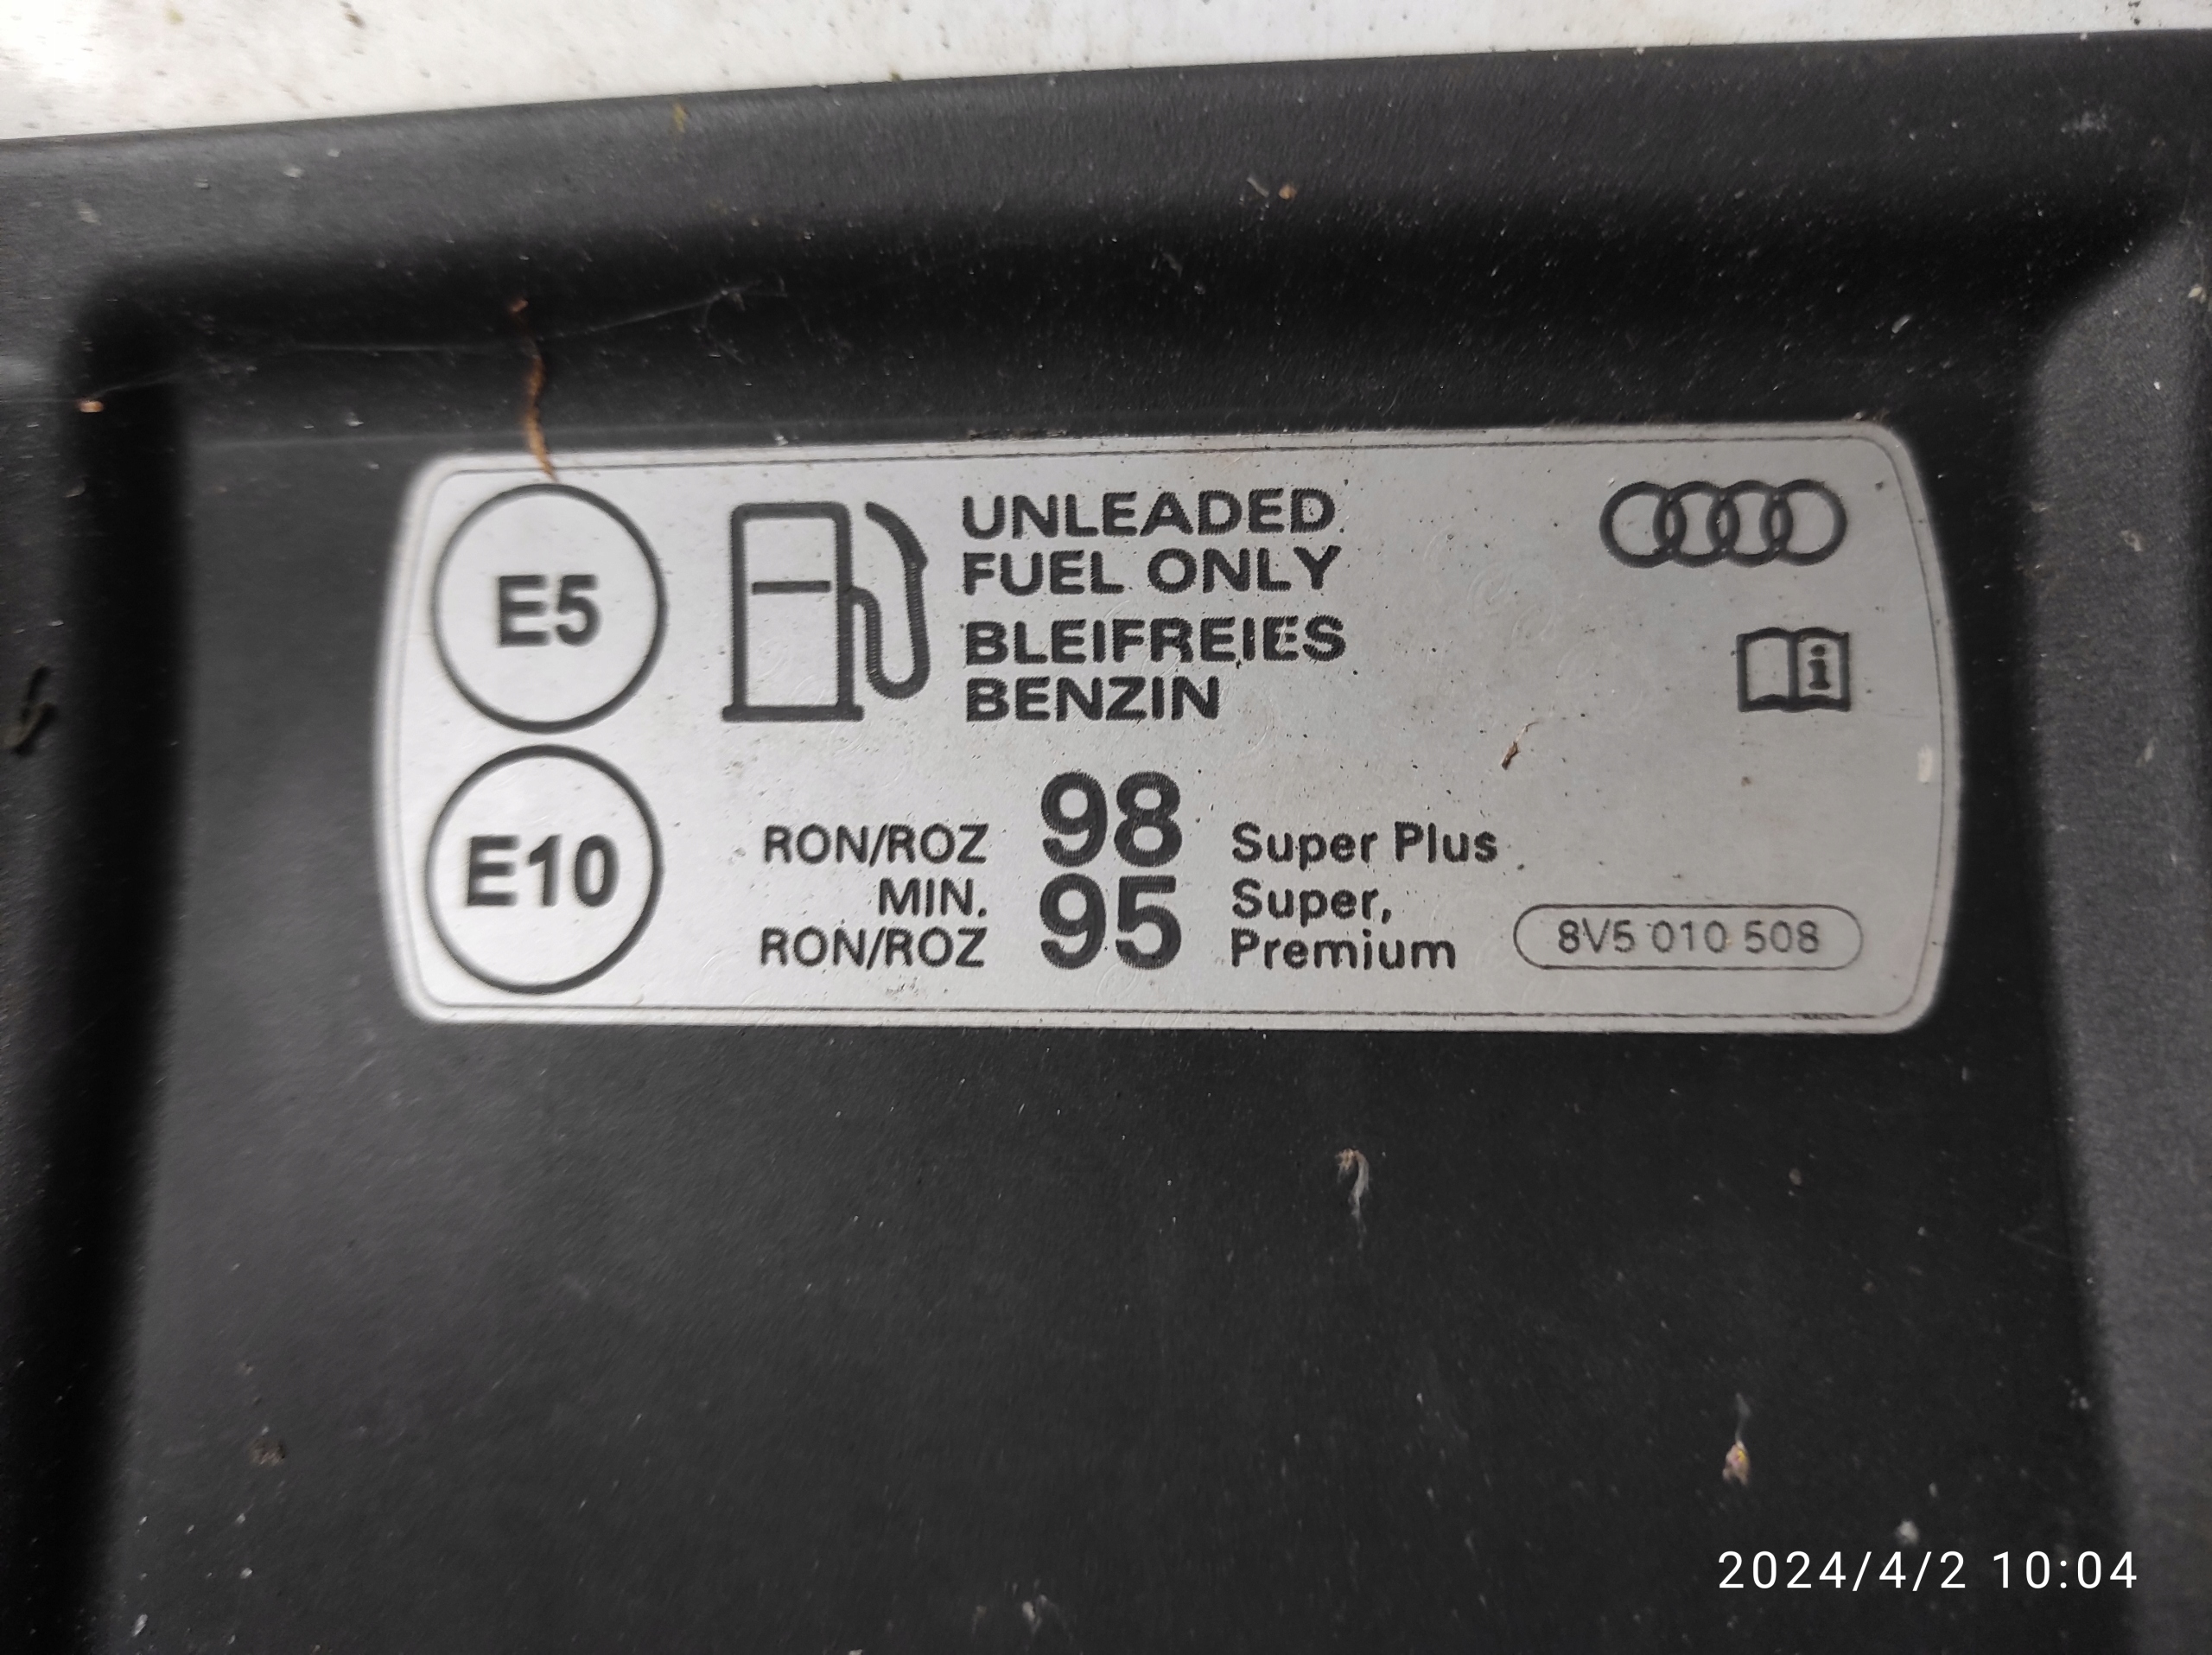 E5
UNLEADED
FUEL ONLY
BLEIFREIES
BENZIN
E10
RON/ROZ 98 Super Plus
MIN. 95 Super,
RON/ROZ Premium
8V5 010 508
2024/4/2 10:04